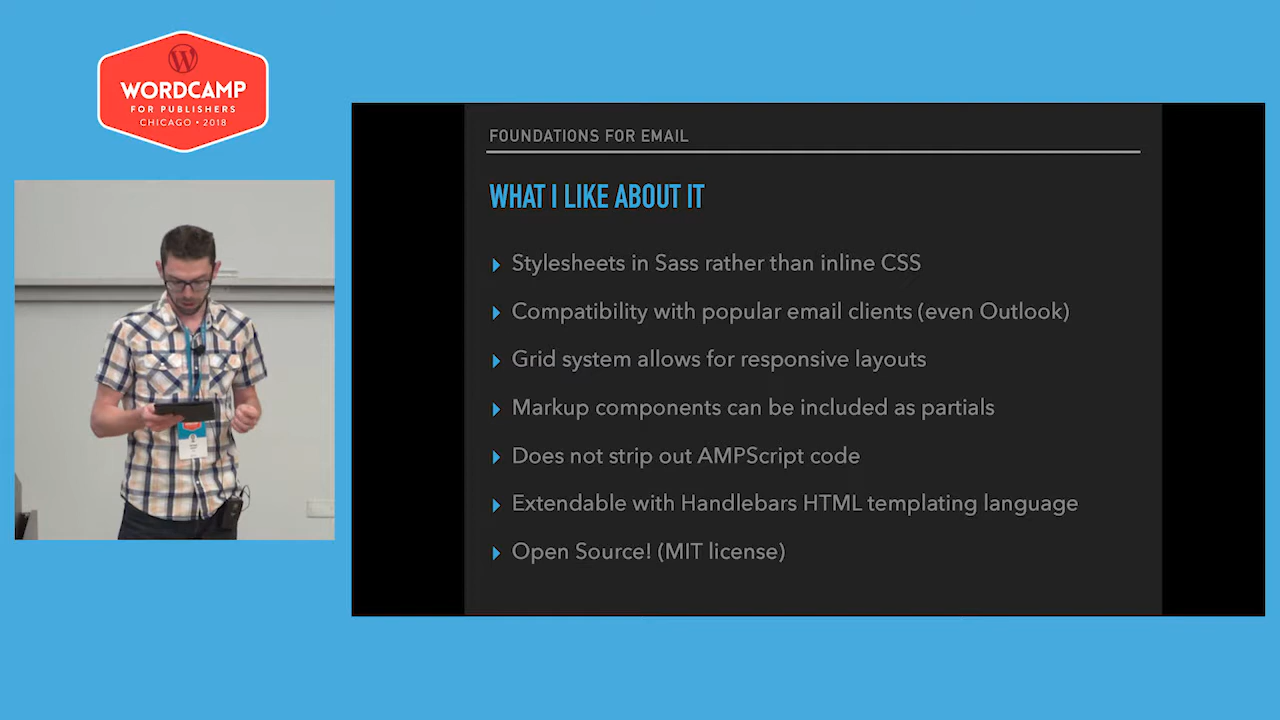 WORDCAMP
FOR PUBLISHERS
CHICAGO • 2018
FOUNDATIONS FOR EMAIL
WHAT I LIKE ABOUT IT
Stylesheets in Sass rather than inline CSS
Compatibility with popular email clients (even Outlook)
Grid system allows for responsive layouts
Markup components can be included as partials
Does not strip out AMPScript code
Extendable with Handlebars HTML templating language
Open Source! (MIT license)